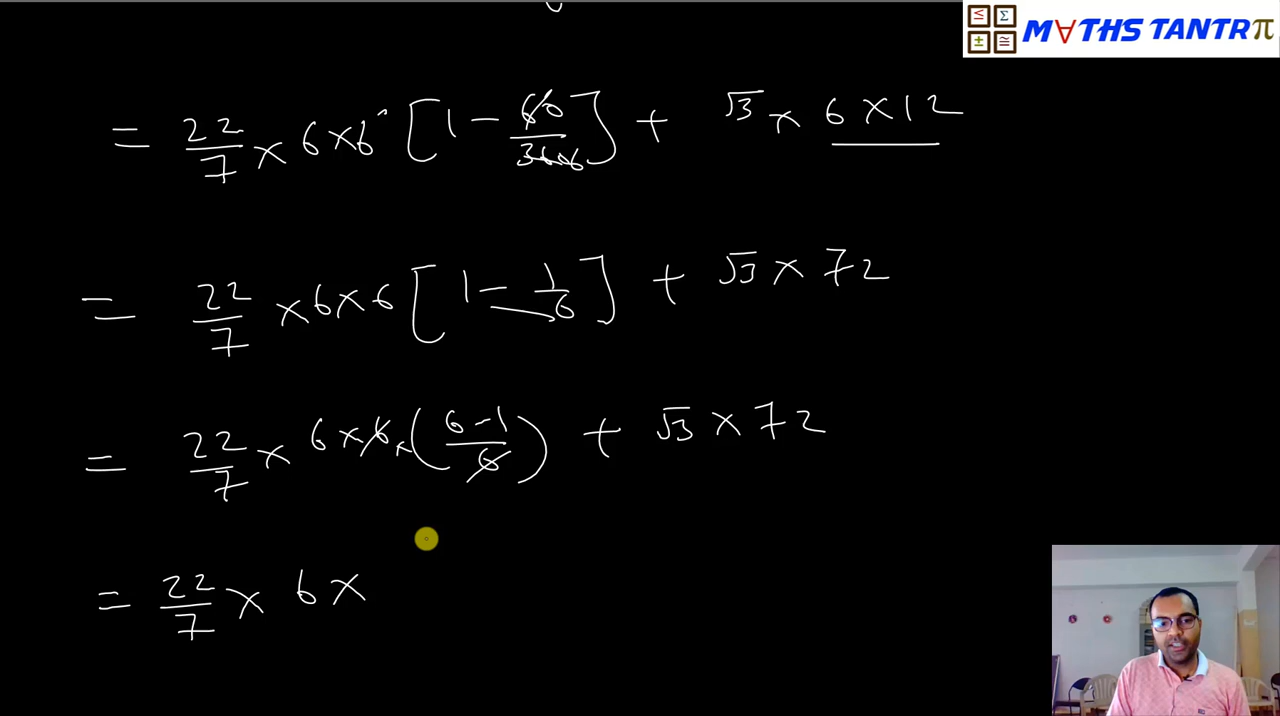 ≤ Σ ± ≅ M∀THS TANTRπ
= 22/7 × 6 × 6 [1 - 60/360] + √3 × 6 × 12
= 22/7 × 6 × 6 [1 - 1/6] + √3 × 72
= 22/7 × 6 × 6 × (6 - 1/6) + √3 × 72
= 22/7 × 6 ×